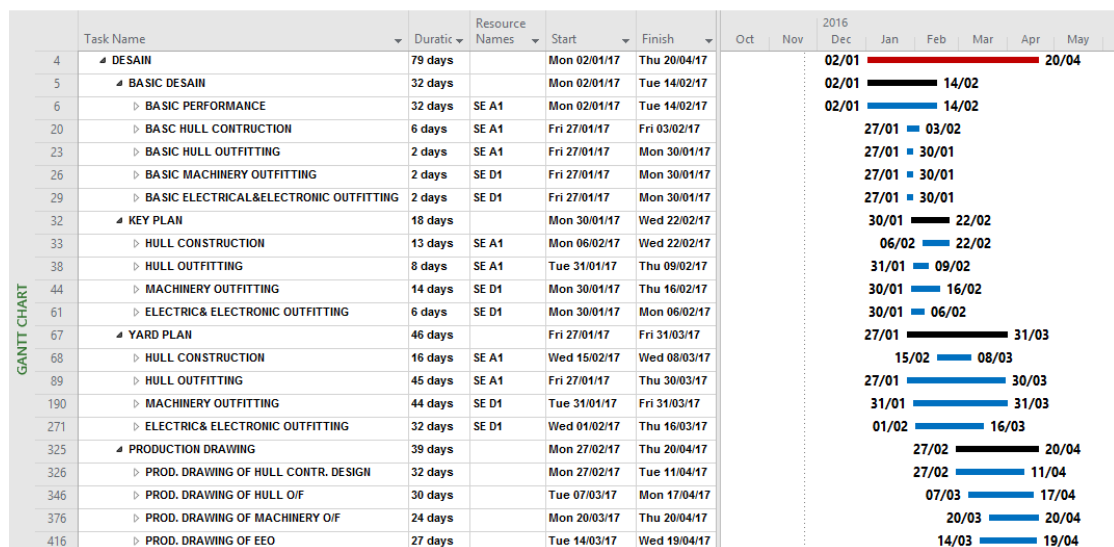 Resource
2016
Task Name Duratic Names Start Finish Oct Nov Dec Jan Feb Mar Apr May
4 DESAIN 79 days Mon 02/01/17 Thu 20/04/17 02/01 20/04
5 BASIC DESAIN 32 days Mon 02/01/17 Tue 14/02/17 02/01 14/02
6 BASIC PERFORMANCE 32 days SE A1 Mon 02/01/17 Tue 14/02/17 02/01 14/02
20 BASC HULL CONTRUCTION 6 days SE A1 Fri 27/01/17 Fri 03/02/17 27/01 03/02
23 BASIC HULL OUTFITTING 2 days SE A1 Fri 27/01/17 Mon 30/01/17 27/01 30/01
26 BASIC MACHINERY OUTFITTING 2 days SE D1 Fri 27/01/17 Mon 30/01/17 27/01 30/01
29 BASIC ELECTRICAL&ELECTRONIC OUTFITTING 2 days SE D1 Fri 27/01/17 Mon 30/01/17 27/01 30/01
32 KEY PLAN 18 days Mon 30/01/17 Wed 22/02/17 30/01 22/02
33 HULL CONSTRUCTION 13 days SE A1 Mon 06/02/17 Wed 22/02/17 06/02 22/02
38 HULL OUTFITTING 8 days SE A1 Tue 31/01/17 Thu 09/02/17 31/01 09/02
44 MACHINERY OUTFITTING 14 days SE D1 Mon 30/01/17 Thu 16/02/17 30/01 16/02
61 ELECTRIC& ELECTRONIC OUTFITTING 6 days SE D1 Mon 30/01/17 Mon 06/02/17 30/01 06/02
67 YARD PLAN 46 days Fri 27/01/17 Fri 31/03/17 27/01 31/03
68 HULL CONSTRUCTION 16 days SE A1 Wed 15/02/17 Wed 08/03/17 15/02 08/03
89 HULL OUTFITTING 45 days SE A1 Fri 27/01/17 Thu 30/03/17 27/01 30/03
190 MACHINERY OUTFITTING 44 days SE D1 Tue 31/01/17 Fri 31/03/17 31/01 31/03
271 ELECTRIC& ELECTRONIC OUTFITTING 32 days SE D1 Wed 01/02/17 Thu 16/03/17 01/02 16/03
325 PRODUCTION DRAWING 39 days Mon 27/02/17 Thu 20/04/17 27/02 20/04
326 PROD. DRAWING OF HULL CONTR. DESIGN 32 days Mon 27/02/17 Tue 11/04/17 27/02 11/04
346 PROD. DRAWING OF HULL O/F 30 days Tue 07/03/17 Mon 17/04/17 07/03 17/04
376 PROD. DRAWING OF MACHINERY O/F 24 days Mon 20/03/17 Thu 20/04/17 20/03 20/04
416 PROD. DRAWING OF EEO 27 days Tue 14/03/17 Wed 19/04/17 14/03 19/04
GANTT CHART